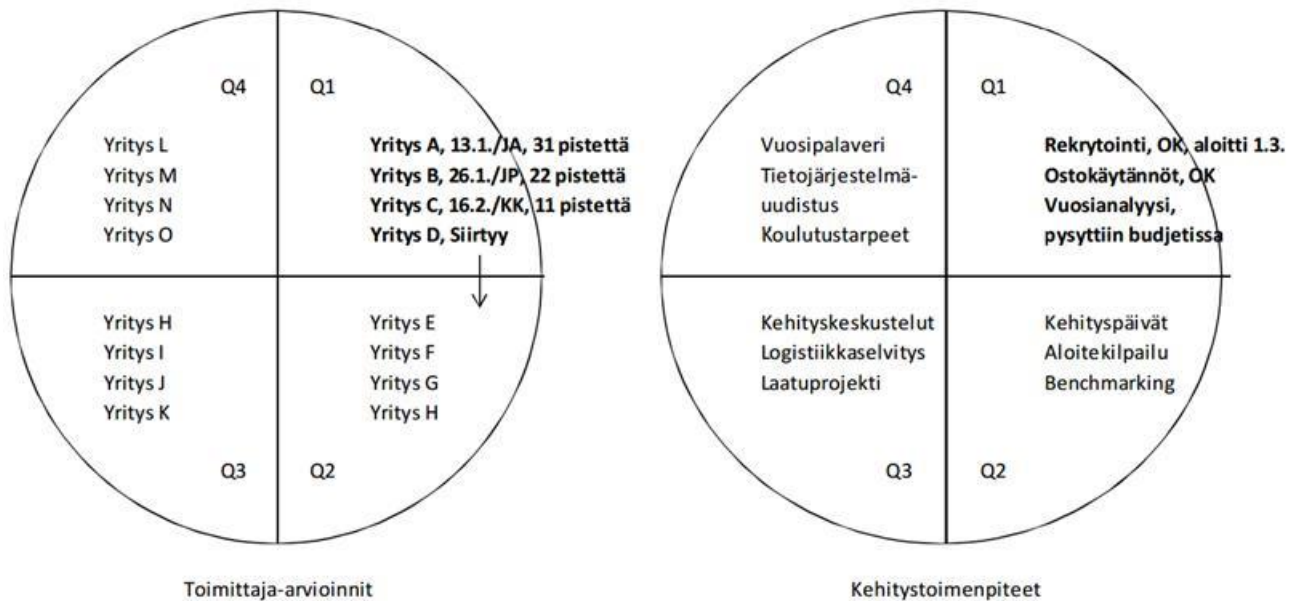 Q4
Yritys L
Yritys M
Yritys N
Yritys O
Q1
Yritys A, 13.1./JA, 31 pistettä
Yritys B, 26.1./JP, 22 pistettä
Yritys C, 16.2./KK, 11 pistettä
Yritys D, Siirtyy
Yritys H
Yritys I
Yritys J
Yritys K
Q3
Yritys E
Yritys F
Yritys G
Yritys H
Q2
Toimittaja-arvioinnit
Q4
Vuosipalaveri
Tietojärjestelmä-
uudistus
Koulutustarpeet
Q1
Rekrytointi, OK, aloitti 1.3.
Ostokäytännöt, OK
Vuosianalyysi,
pysyttiin budjetissa
Kehityskeskustelut
Logistiikkaselvitys
Laatuprojekti
Q3
Kehityspäivät
Aloitekilpailu
Benchmarking
Q2
Kehitystoimenpiteet